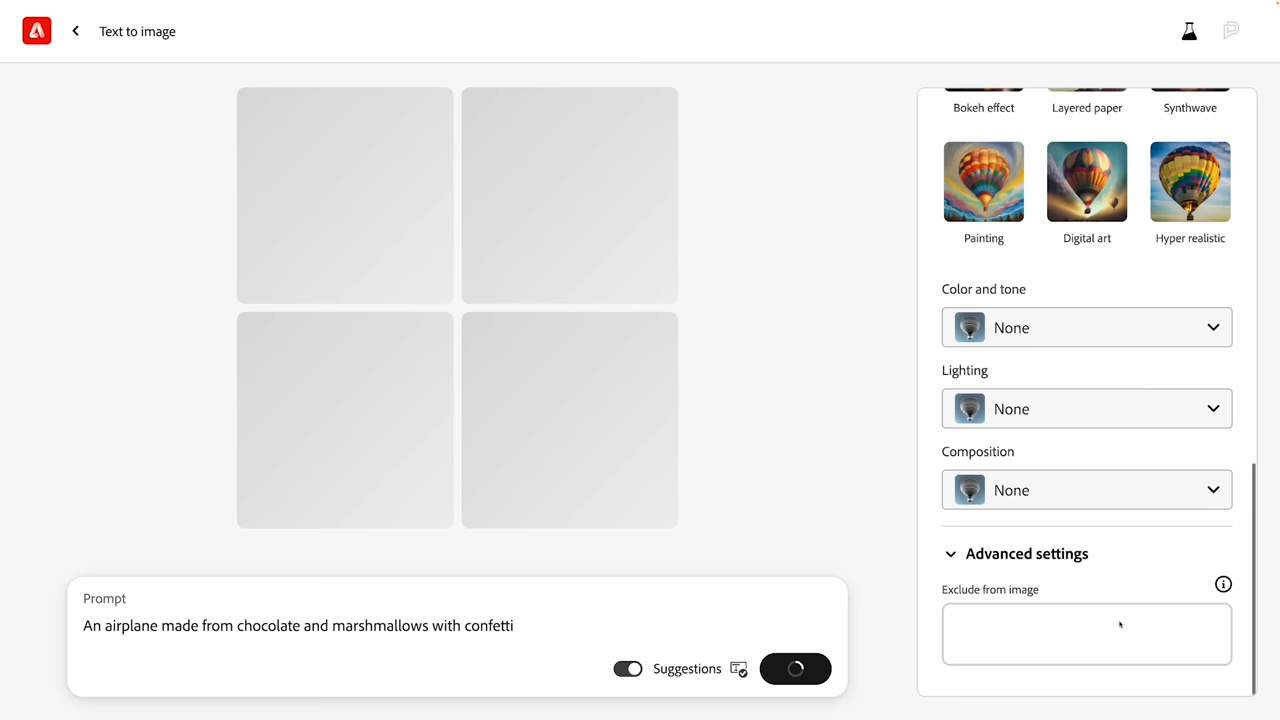 Text to image
Bokeh effect
Layered paper
Synthwave
Painting
Digital art
Hyper realistic
Color and tone
None
Lighting
None
Composition
None
Advanced settings
Exclude from image
Prompt
An airplane made from chocolate and marshmallows with confetti
Suggestions